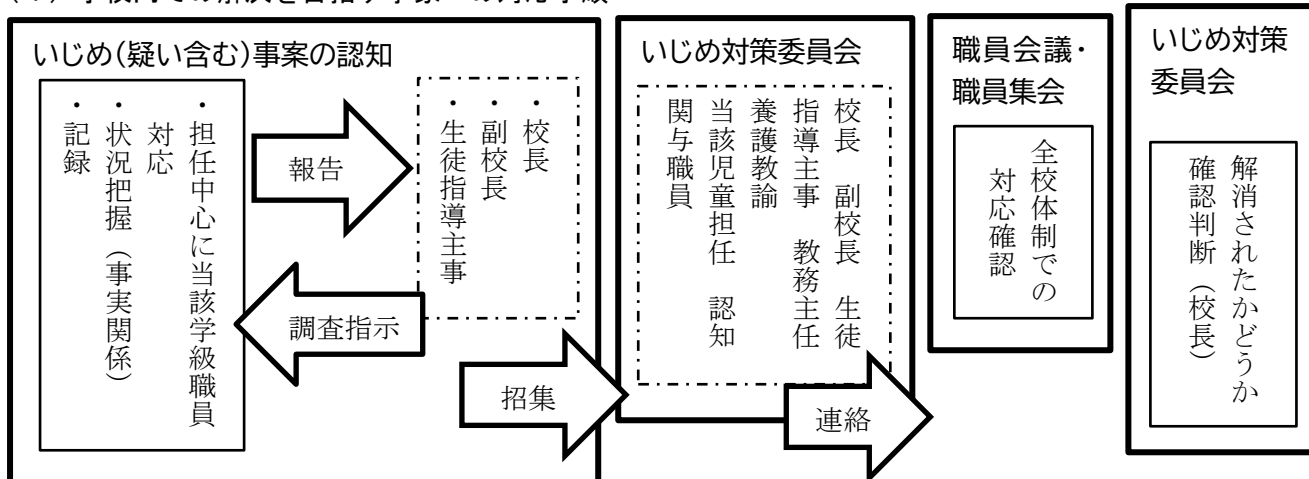 いじめ(疑い含む)事案の認知
・担任中心に当該学級職員
対応
・状況把握（事実関係）
・記録
報告
調査指示
・校長
・副校長
・生徒指導主事
招集
いじめ対策委員会
校長　副校長　生徒
指導主事　教務主任
養護教諭
当該児童担任　認知
関与職員
連絡
職員会議・
職員集会
全校体制での
対応確認
いじめ対策
委員会
解消されたかどうか
確認判断（校長）